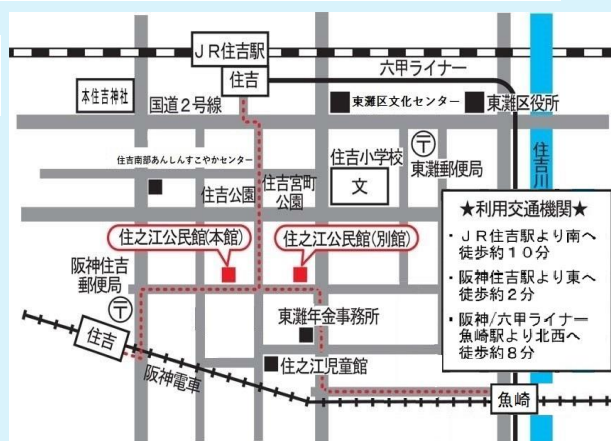 JR住吉駅
住吉
六甲ライナー
本住吉神社
国道2号線
東灘区文化センター
東灘区役所
住吉南部あんしんすこやかセンター
住吉小学校
文
〒
東灘郵便局
住吉川
住吉公園
住吉宮町
公園
住之江公民館(本館)
住之江公民館(別館)
阪神住吉
郵便局
〒
住吉
阪神電車
東灘年金事務所
住之江児童館
魚崎
★利用交通機関★
・JR住吉駅より南へ
徒歩約10分
・阪神住吉駅より東へ
徒歩約2分
・阪神/六甲ライナー
魚崎駅より北西へ
徒歩約8分